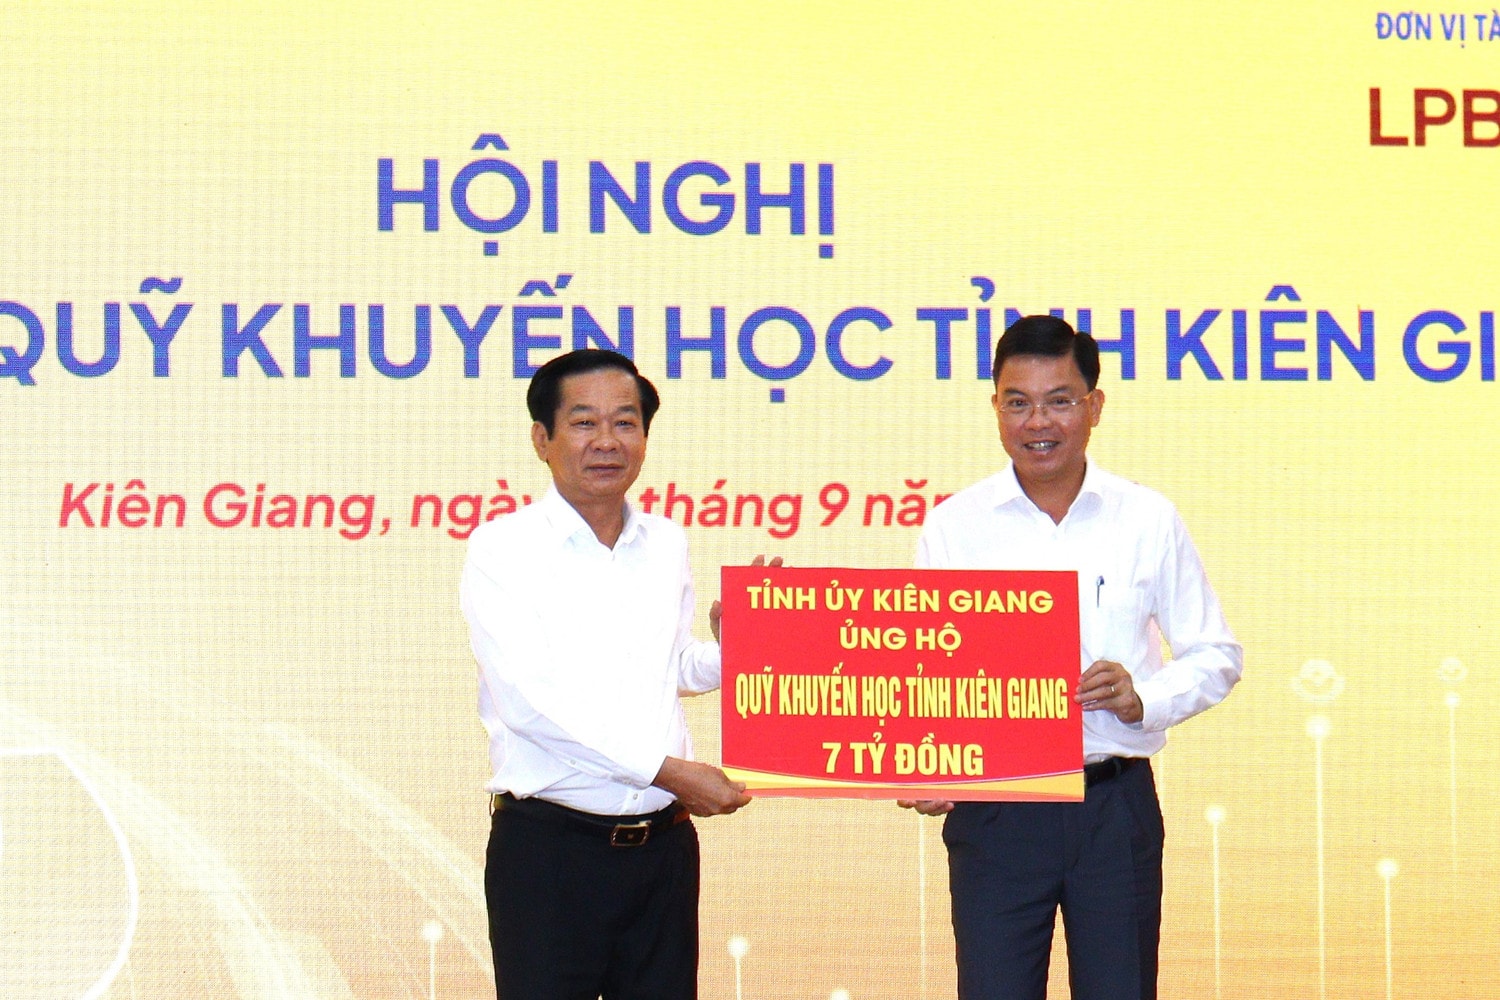 ĐƠN VỊ TÀ
LPB
HỘI NGHỊ
QUỸ KHUYẾN HỌC TỈNH KIÊN GI
Kiên Giang, ngày tháng 9 năm
TỈNH ỦY KIÊN GIANG
ỦNG HỘ
QUỸ KHUYẾN HỌC TỈNH KIÊN GIANG
7 TỶ ĐỒNG